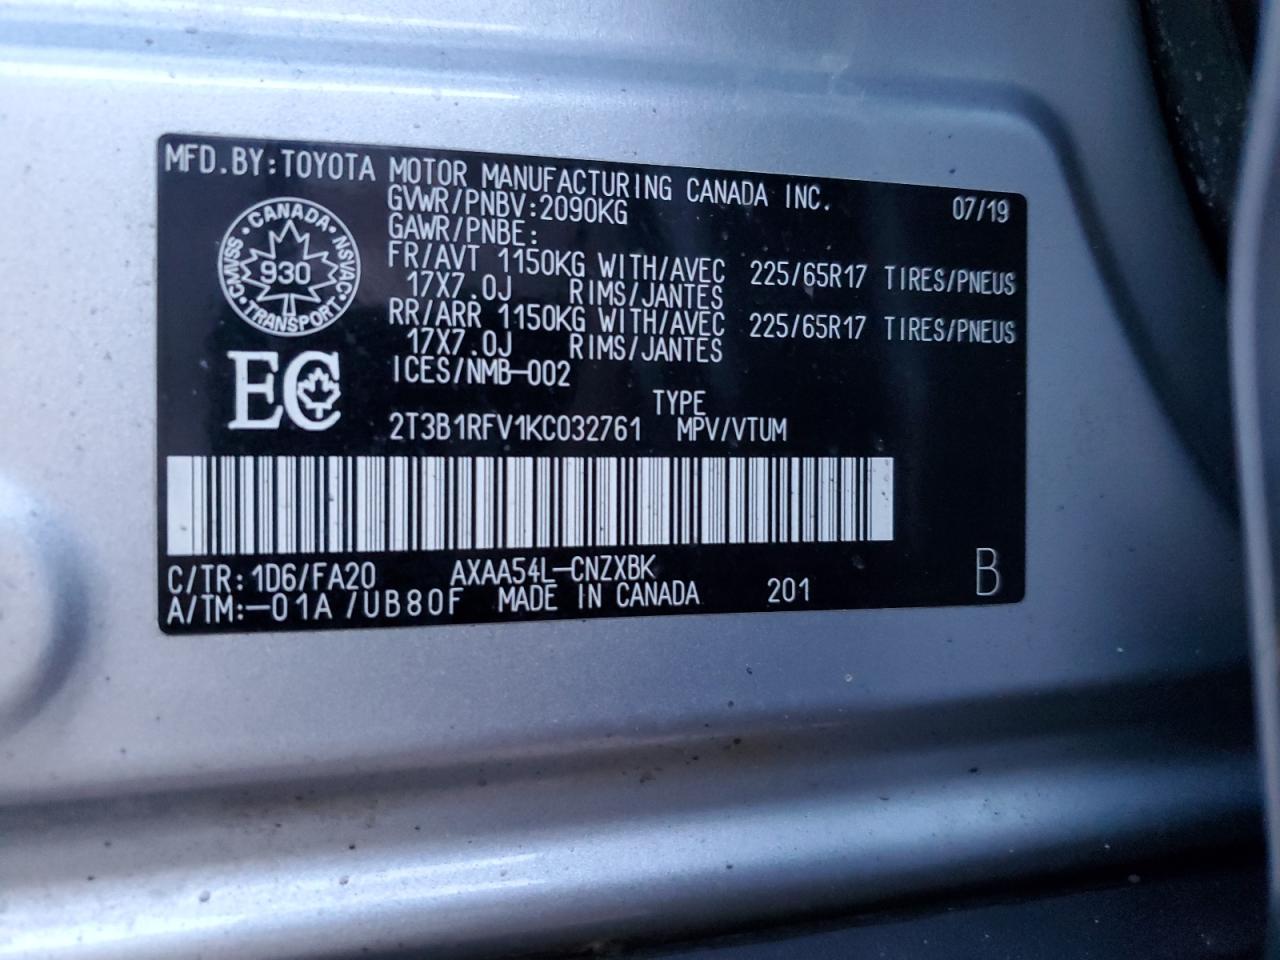 MFD.BY:TOYOTA MOTOR MANUFACTURING CANADA INC. 07/19
GVWR/PNBV:2090KG
GAWR/PNBE:
FR/AVT 1150KG WITH/AVEC 225/65R17 TIRES/PNEUS
17X7.0J RIMS/JANTES
RR/ARR 1150KG WITH/AVEC 225/65R17 TIRES/PNEUS
17X7.0J RIMS/JANTES
ICES/NMB-002
CANADA
930
CMVSS • NSVAC
TRANSPORT
EC
TYPE
2T3B1RFV1KC032761 MPV/VTUM
C/TR:1D6/FA20 AXAA54L-CNZXBK
A/TM:-01A/UB80F MADE IN CANADA 201 B